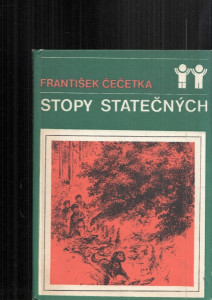 FRANTIŠEK ČEČETKA
STOPY STATEČNÝCH